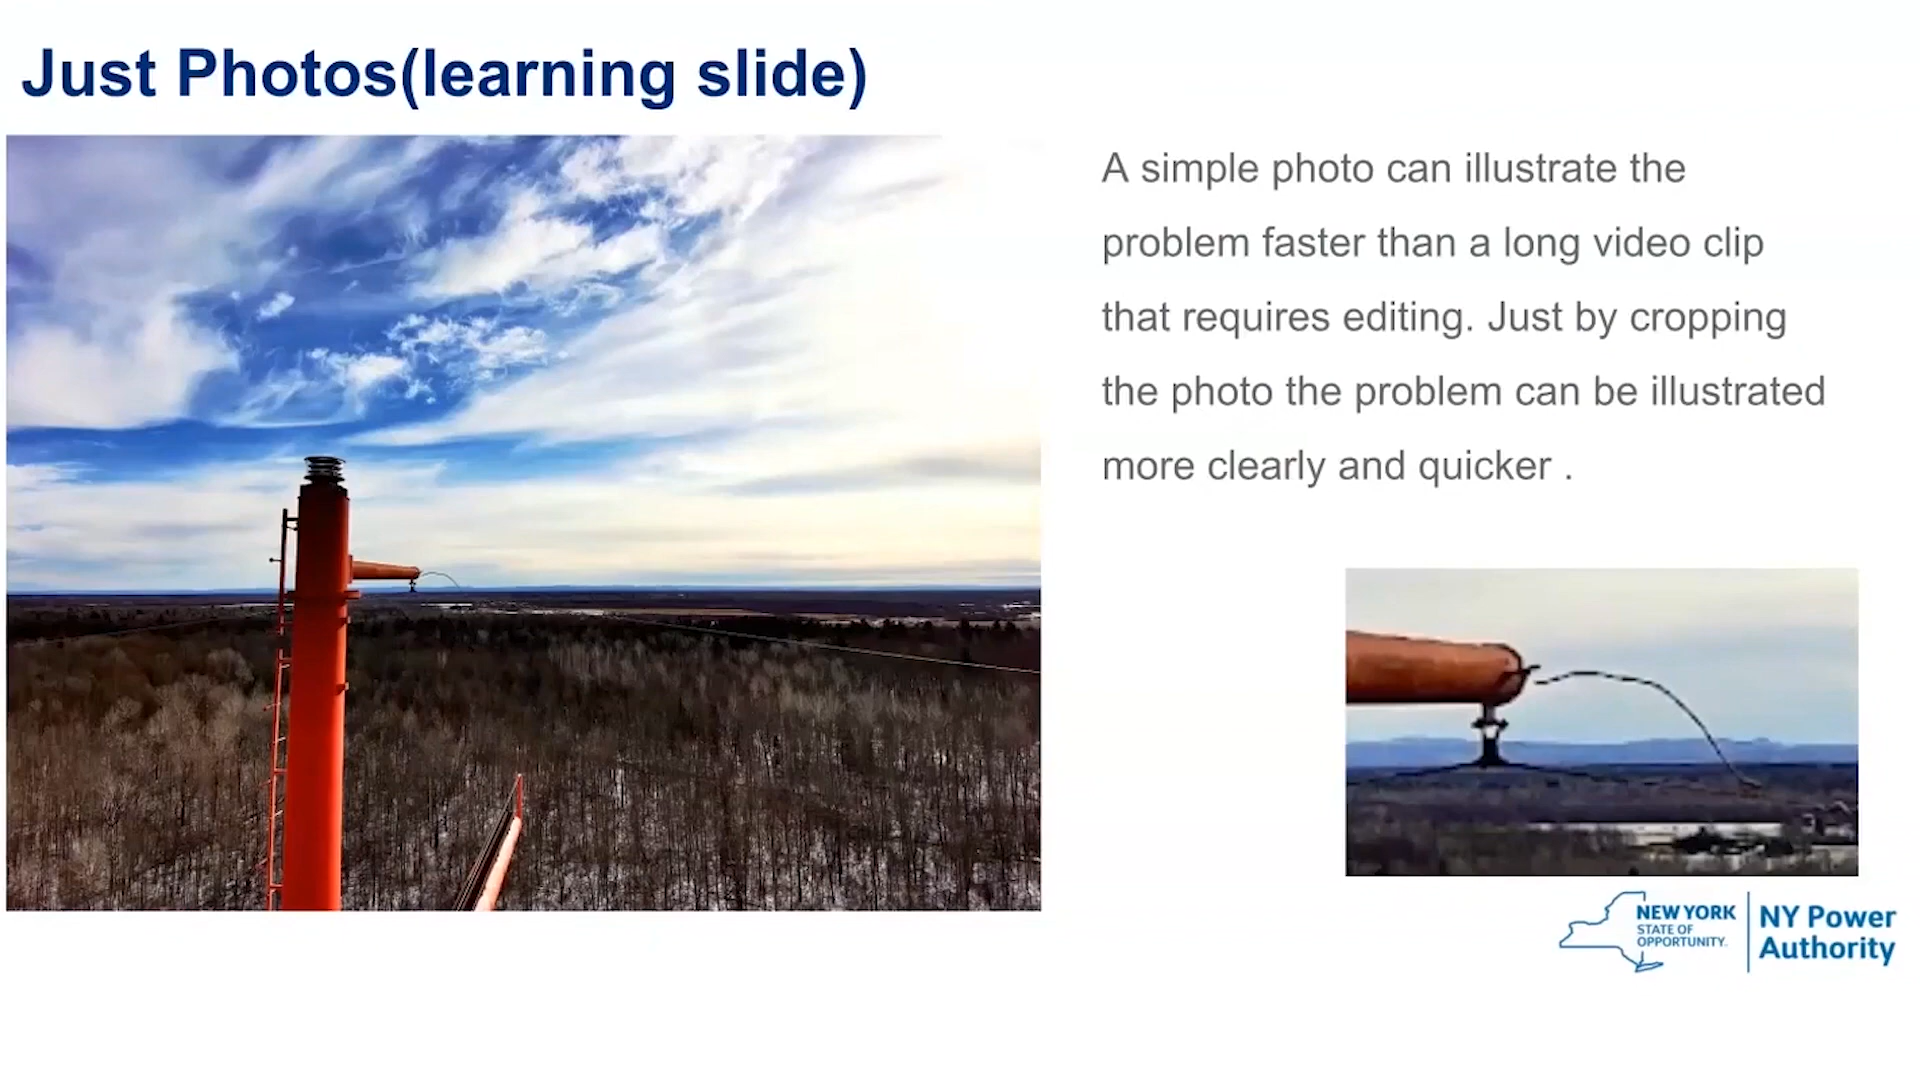 Just Photos(learning slide)
A simple photo can illustrate the
problem faster than a long video clip
that requires editing. Just by cropping
the photo the problem can be illustrated
more clearly and quicker .
NEW YORK
STATE OF
OPPORTUNITY.
NY Power
Authority